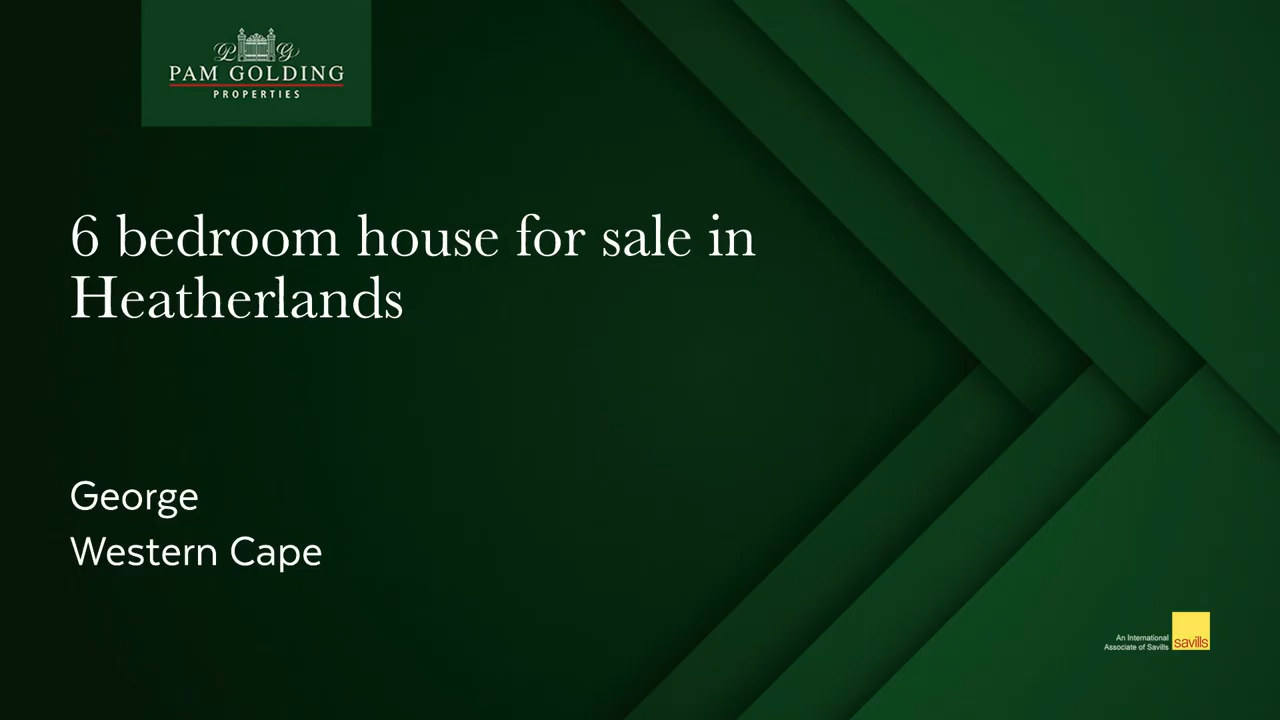 P G
PAM GOLDING
PROPERTIES
6 bedroom house for sale in
Heatherlands
George
Western Cape
An International
Associate of Savills
savills